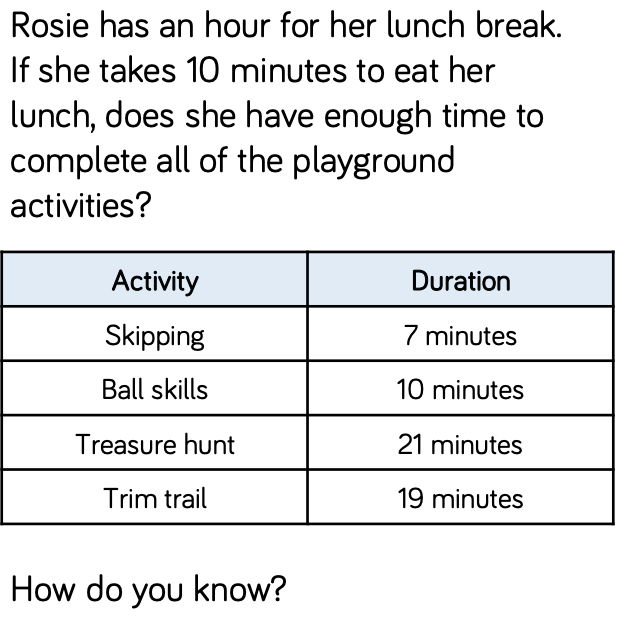 Rosie has an hour for her lunch break.
If she takes 10 minutes to eat her
lunch, does she have enough time to
complete all of the playground
activities?
Activity Duration
Skipping 7 minutes
Ball skills 10 minutes
Treasure hunt 21 minutes
Trim trail 19 minutes
How do you know?